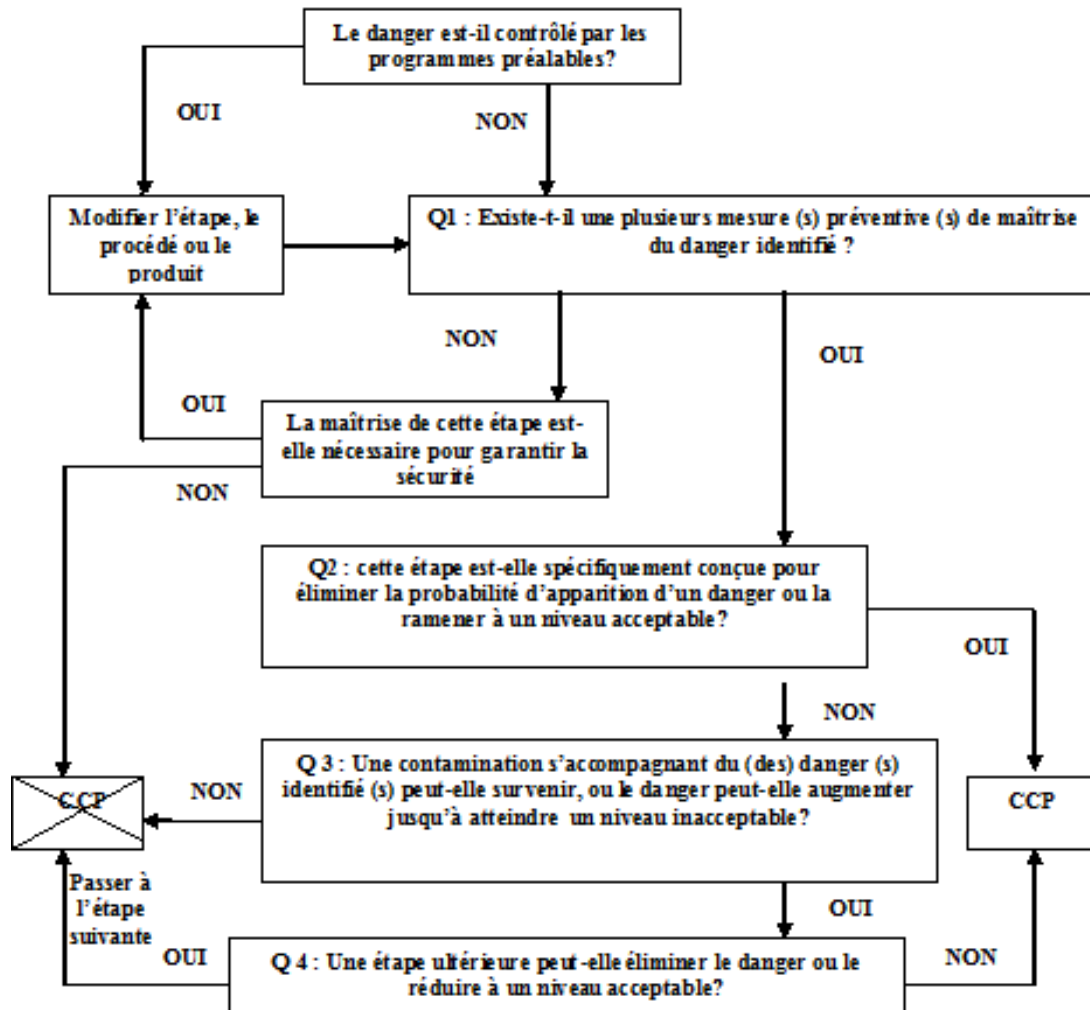 Le danger est-il contrôlé par les
programmes préalables?
OUI
NON
Modifier l'étape, le
procédé ou le
produit
Q1 : Existe-t-il une plusieurs mesure (s) préventive (s) de maîtrise
du danger identifié ?
NON
OUI
OUI
La maîtrise de cette étape est-
elle nécessaire pour garantir la
sécurité
NON
Q2 : cette étape est-elle spécifiquement conçue pour
éliminer la probabilité d'apparition d'un danger ou la
ramener à un niveau acceptable?
OUI
NON
Q 3 : Une contamination s'accompagnant du (des) danger (s)
identifié (s) peut-elle survenir, ou le danger peut-elle augmenter
jusqu'à atteindre un niveau inacceptable?
NON
CCP
CCP
Passer à
l'étape
suivante
OUI
OUI
Q 4 : Une étape ultérieure peut-elle éliminer le danger ou le
réduire à un niveau acceptable?
NON